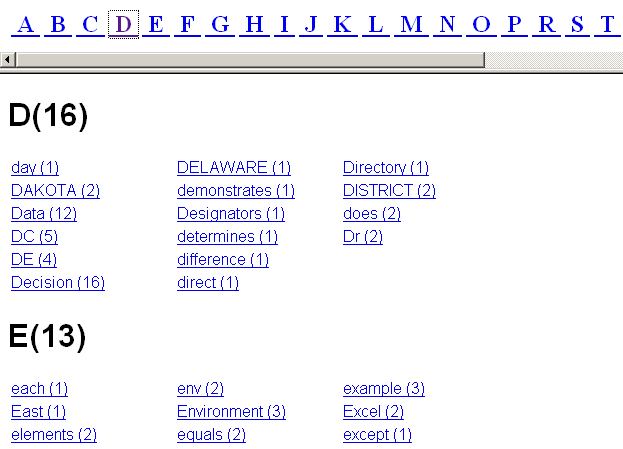 A B C D E F G H I J K L M N O P R S T
D(16)
day (1) DELAWARE (1) Directory (1)
DAKOTA (2) demonstrates (1) DISTRICT (2)
Data (12) Designators (1) does (2)
DC (5) determines (1) Dr (2)
DE (4) difference (1)
Decision (16) direct (1)
E(13)
each (1) env (2) example (3)
East (1) Environment (3) Excel (2)
elements (2) equals (2) except (1)